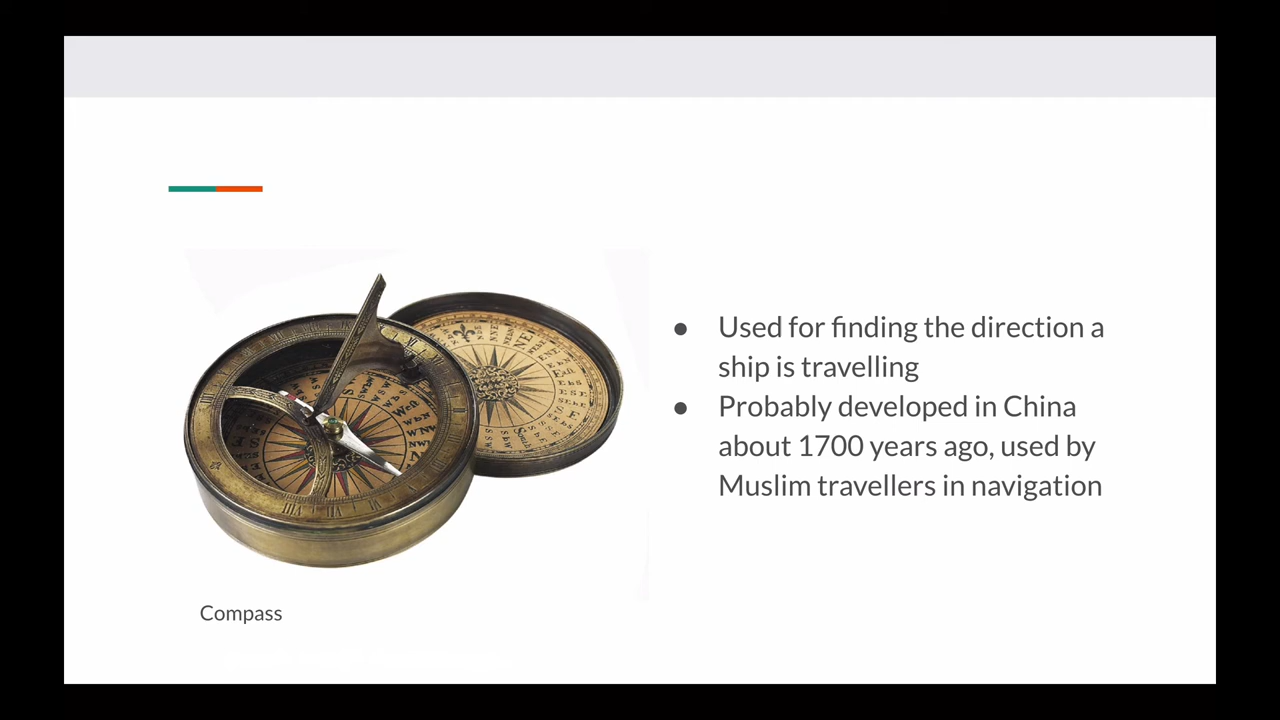 ● Used for finding the direction a
ship is travelling
● Probably developed in China
about 1700 years ago, used by
Muslim travellers in navigation
Compass